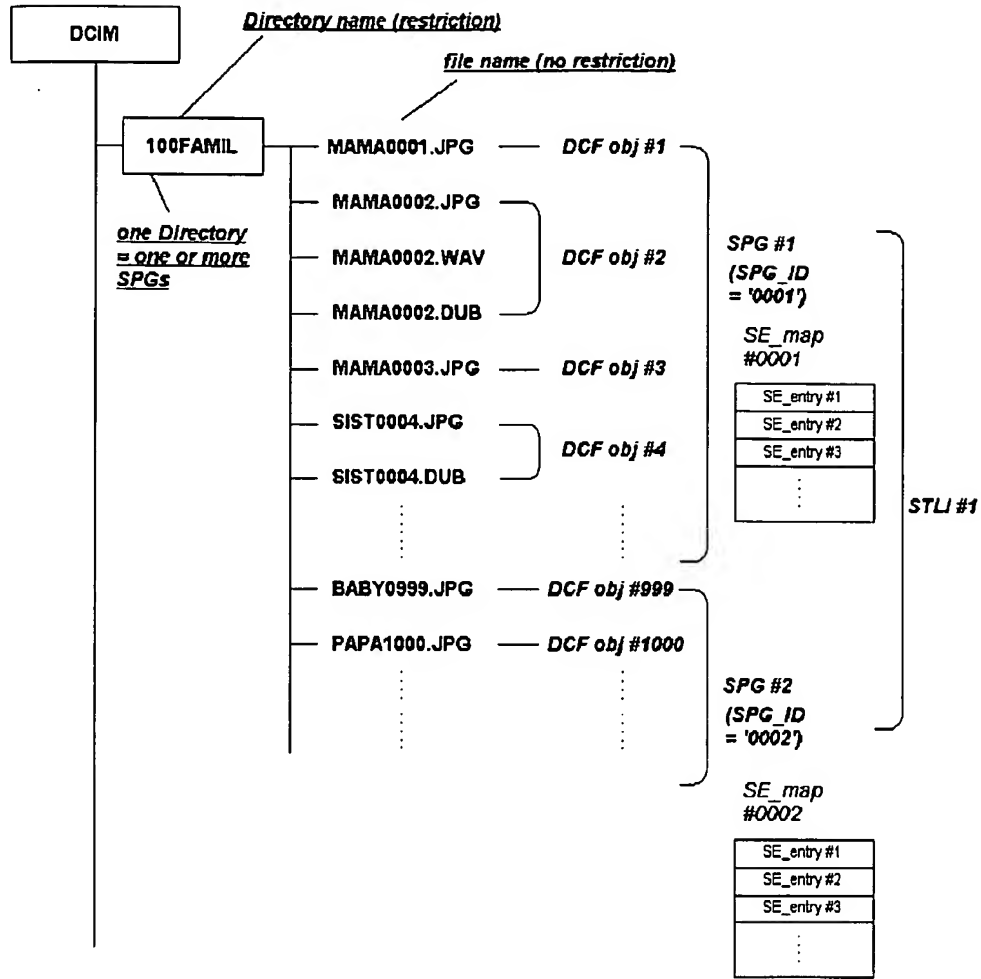 DCIM
Directory name (restriction)
file name (no restriction)
100FAMIL
one Directory
= one or more
SPGs
MAMA0001.JPG
DCF obj #1
MAMA0002.JPG
MAMA0002.WAV
DCF obj #2
MAMA0002.DUB
MAMA0003.JPG
DCF obj #3
SIST0004.JPG
DCF obj #4
SIST0004.DUB
BABY0999.JPG
DCF obj #999
PAPA1000.JPG
DCF obj #1000
SPG #1
(SPG_ID
= '0001')
SE_map
#0001
SE_entry #1
SE_entry #2
SE_entry #3
STLI #1
SPG #2
(SPG_ID
= '0002')
SE_map
#0002
SE_entry #1
SE_entry #2
SE_entry #3